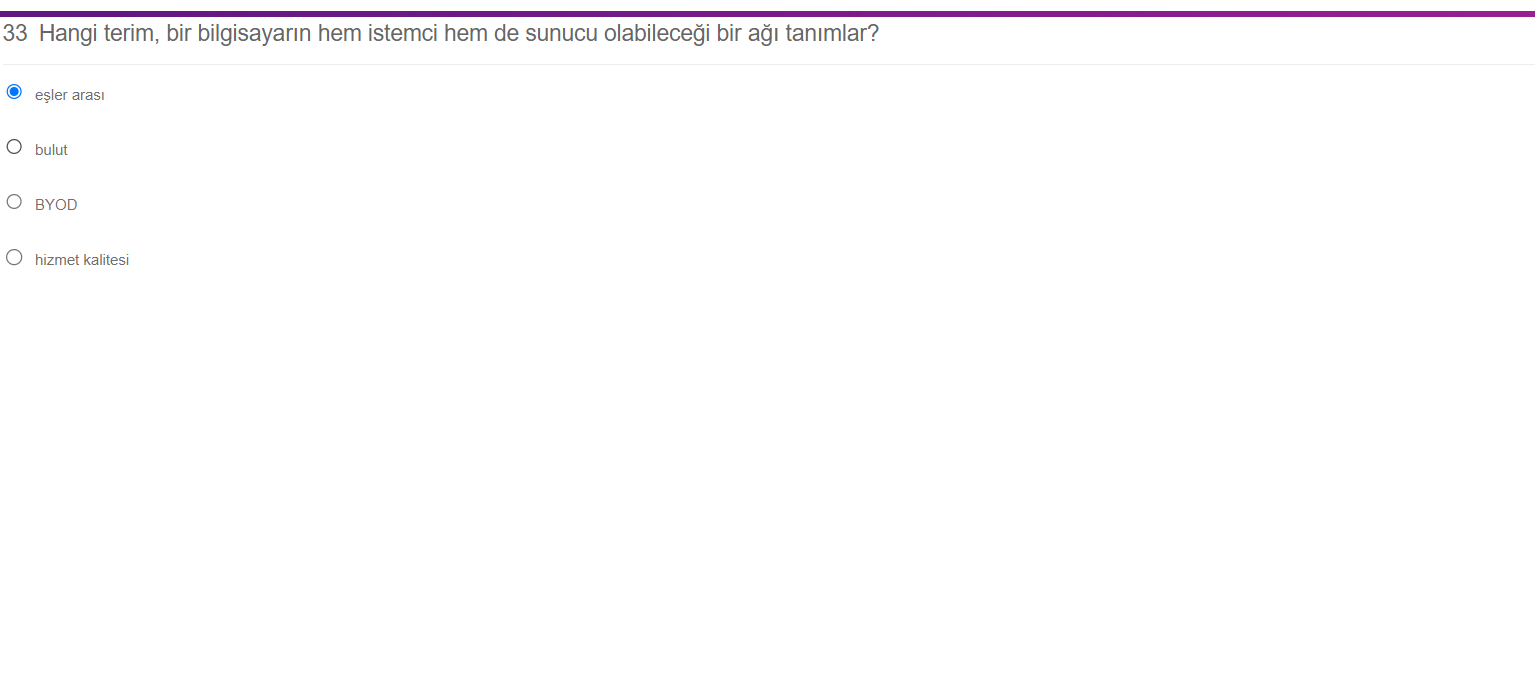 33 Hangi terim, bir bilgisayarın hem istemci hem de sunucu olabileceği bir ağı tanımlar?
eşler arası
bulut
BYOD
hizmet kalitesi